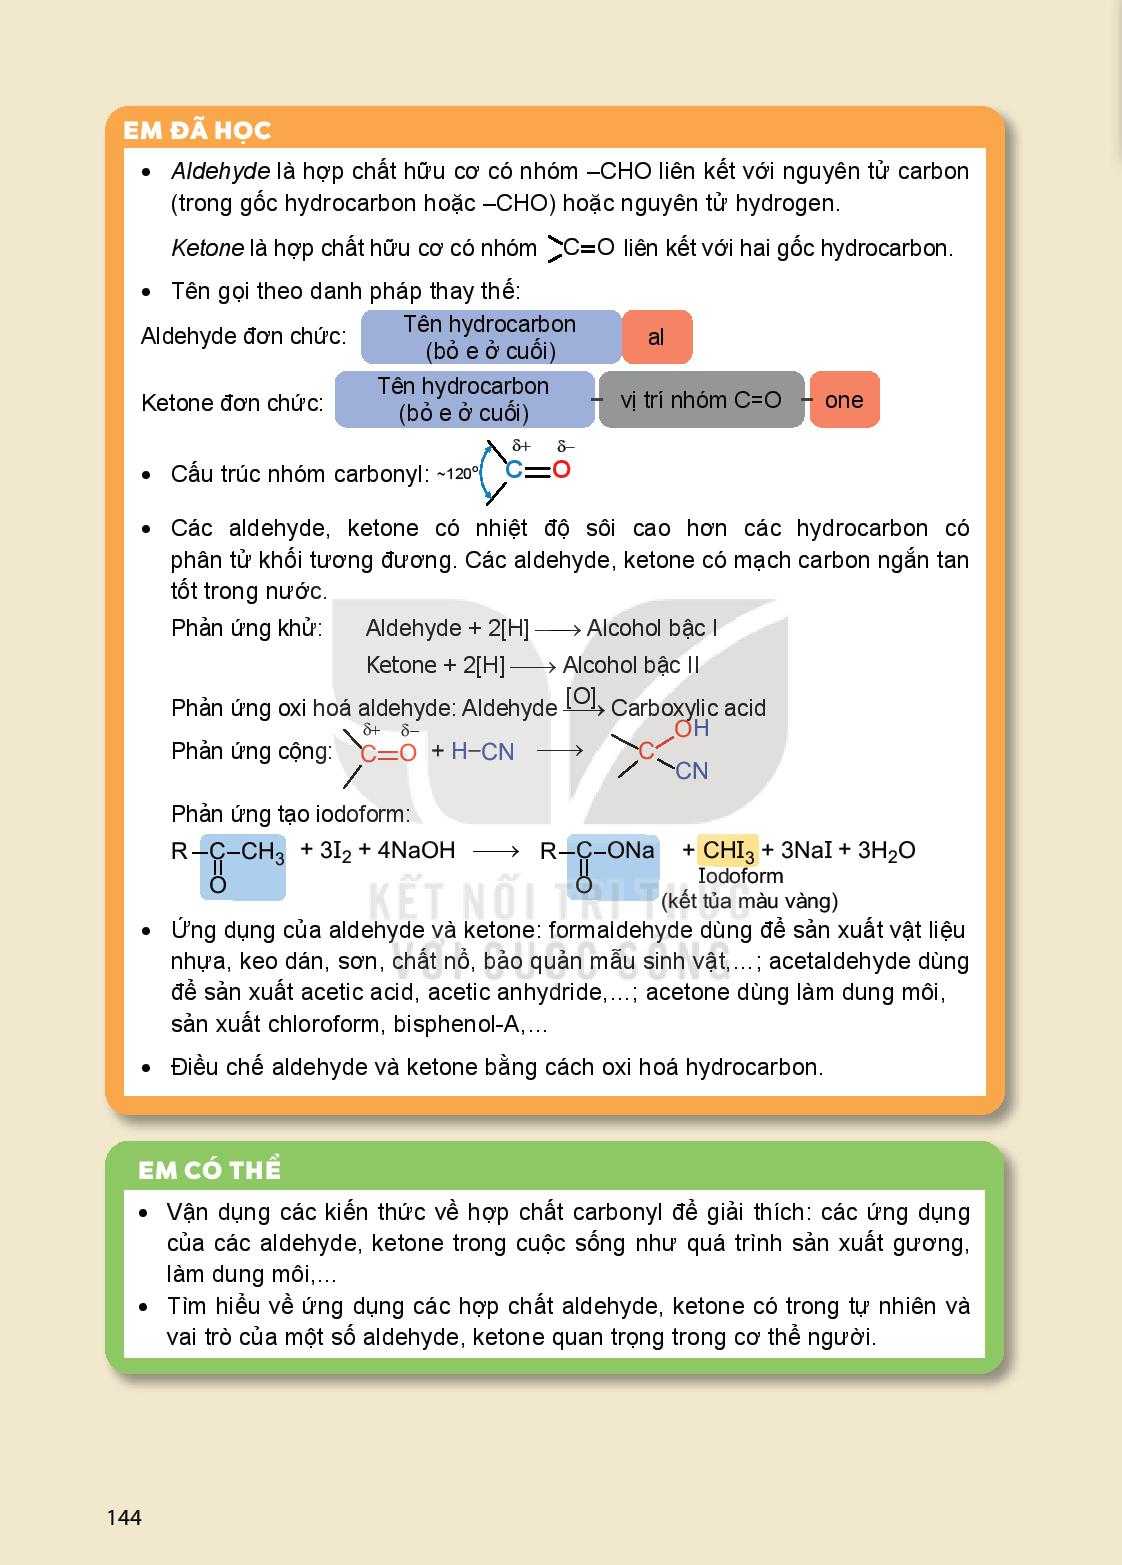 EM ĐÃ HỌC
• Aldehyde là hợp chất hữu cơ có nhóm –CHO liên kết với nguyên tử carbon
(trong gốc hydrocarbon hoặc –CHO) hoặc nguyên tử hydrogen.
Ketone là hợp chất hữu cơ có nhóm >C=O liên kết với hai gốc hydrocarbon.
• Tên gọi theo danh pháp thay thế:
Aldehyde đơn chức: Tên hydrocarbon (bỏ e ở cuối) al
Ketone đơn chức: Tên hydrocarbon (bỏ e ở cuối) – vị trí nhóm C=O – one
• Cấu trúc nhóm carbonyl: ~120° δ+ δ– C=O
• Các aldehyde, ketone có nhiệt độ sôi cao hơn các hydrocarbon có
phân tử khối tương đương. Các aldehyde, ketone có mạch carbon ngắn tan
tốt trong nước.
Phản ứng khử: Aldehyde + 2[H] ⟶ Alcohol bậc I
Ketone + 2[H] ⟶ Alcohol bậc II
Phản ứng oxi hoá aldehyde: Aldehyde [O]⟶ Carboxylic acid
Phản ứng cộng: δ+ δ– C=O + H–CN ⟶ C OH CN
Phản ứng tạo iodoform:
R–C–CH₃ + 3I₂ + 4NaOH ⟶ R–C–ONa + CHI₃ + 3NaI + 3H₂O
O O Iodoform
(kết tủa màu vàng)
KẾT NỐI TRI THỨC
VỚI CUỘC SỐNG
• Ứng dụng của aldehyde và ketone: formaldehyde dùng để sản xuất vật liệu
nhựa, keo dán, sơn, chất nổ, bảo quản mẫu sinh vật,...; acetaldehyde dùng
để sản xuất acetic acid, acetic anhydride,...; acetone dùng làm dung môi,
sản xuất chloroform, bisphenol-A,...
• Điều chế aldehyde và ketone bằng cách oxi hoá hydrocarbon.
EM CÓ THỂ
• Vận dụng các kiến thức về hợp chất carbonyl để giải thích: các ứng dụng
của các aldehyde, ketone trong cuộc sống như quá trình sản xuất gương,
làm dung môi,...
• Tìm hiểu về ứng dụng các hợp chất aldehyde, ketone có trong tự nhiên và
vai trò của một số aldehyde, ketone quan trọng trong cơ thể người.
144